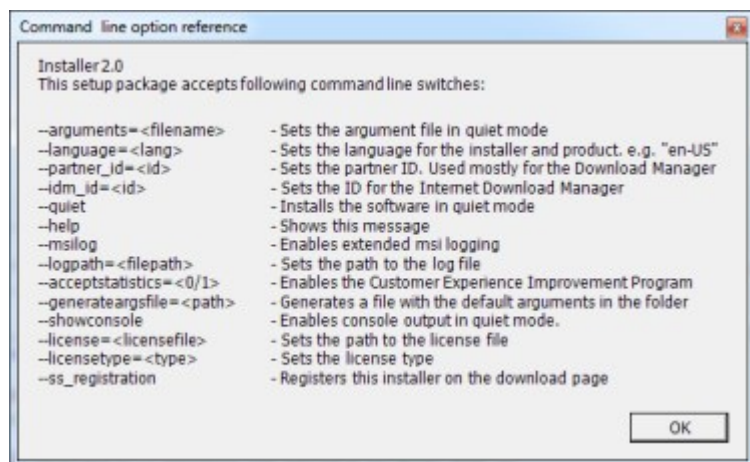 Command line option reference
Installer 2.0
This setup package accepts following command line switches:
--arguments=<filename> - Sets the argument file in quiet mode
--language=<lang> - Sets the language for the installer and product. e.g. "en-US"
--partner_id=<id> - Sets the partner ID. Used mostly for the Download Manager
--idm_id=<id> - Sets the ID for the Internet Download Manager
--quiet - Installs the software in quiet mode
--help - Shows this message
--msilog - Enables extended msi logging
--logpath=<filepath> - Sets the path to the log file
--acceptstatistics=<0/1> - Enables the Customer Experience Improvement Program
--generateargsfile=<path> - Generates a file with the default arguments in the folder
--showconsole - Enables console output in quiet mode.
--license=<licensefile> - Sets the path to the license file
--licensetype=<type> - Sets the license type
--ss_registration - Registers this installer on the download page
OK